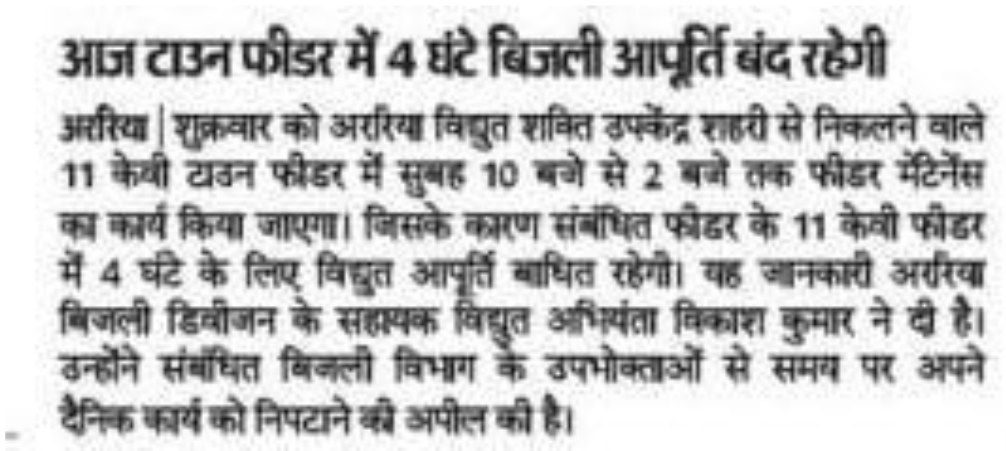 आज टाउन फीडर में 4 घंटे बिजली आपूर्ति बंद रहेगी
अररिया | शुक्रवार को अररिया विद्युत शक्ति उपकेंद्र शहरी से निकलने वाले
11 केवी टाउन फीडर में सुबह 10 बजे से 2 बजे तक फीडर मेंटेनेंस
का कार्य किया जाएगा। जिसके कारण संबंधित फीडर के 11 केवी फीडर
में 4 घंटे के लिए विद्युत आपूर्ति बाधित रहेगी। यह जानकारी अररिया
बिजली डिवीजन के सहायक विद्युत अभियंता विकाश कुमार ने दी है।
उन्होंने संबंधित बिजली विभाग के उपभोक्ताओं से समय पर अपने
दैनिक कार्य को निपटाने की अपील की है।